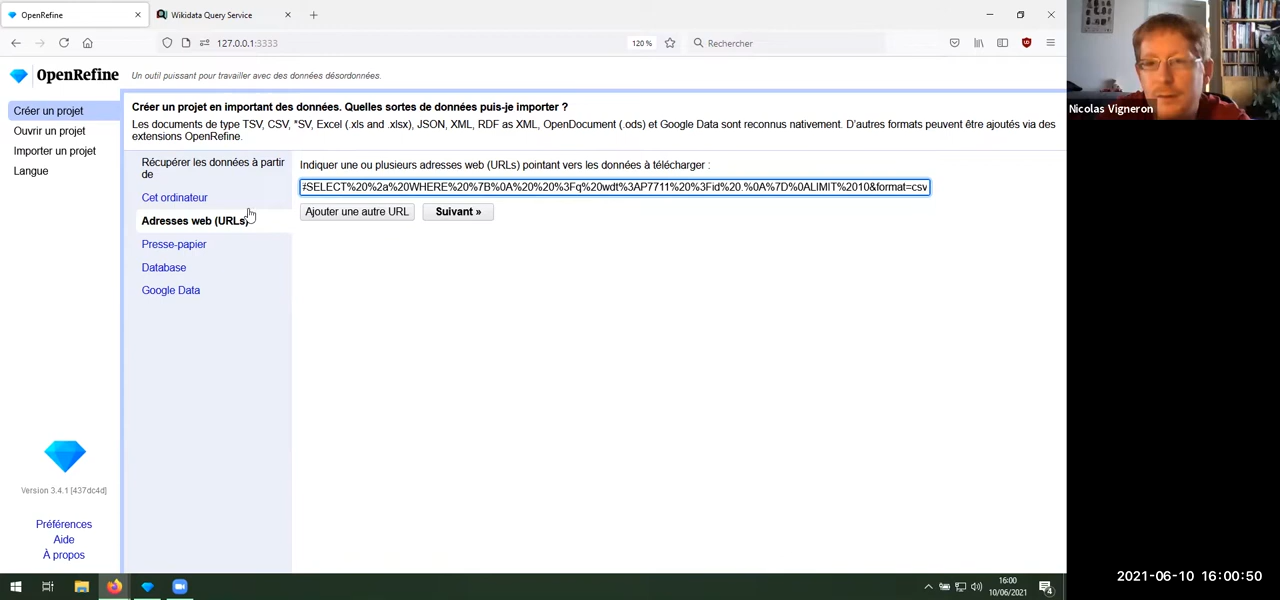 OpenRefine
Wikidata Query Service
127.0.0.1:3333
120 %
Rechercher
OpenRefine
Un outil puissant pour travailler avec des données désordonnées.
Créer un projet
Ouvrir un projet
Importer un projet
Langue
Créer un projet en important des données. Quelles sortes de données puis-je importer ?
Les documents de type TSV, CSV, *SV, Excel (.xls and .xlsx), JSON, XML, RDF as XML, OpenDocument (.ods) et Google Data sont reconnus nativement. D'autres formats peuvent être ajoutés via des
extensions OpenRefine.
Récupérer les données à partir
de
Cet ordinateur
Adresses web (URLs)
Presse-papier
Database
Google Data
Indiquer une ou plusieurs adresses web (URLs) pointant vers les données à télécharger :
#SELECT%20%2a%20WHERE%20%7B%0A%20%20%3Fq%20wdt%3AP7711%20%3Fid%20.%0A%7D%0ALIMIT%2010&format=csv
Ajouter une autre URL
Suivant »
Version 3.4.1 [437dc4d]
Préférences
Aide
À propos
Nicolas Vigneron
16:00
10/06/2021
4
2021-06-10 16:00:50